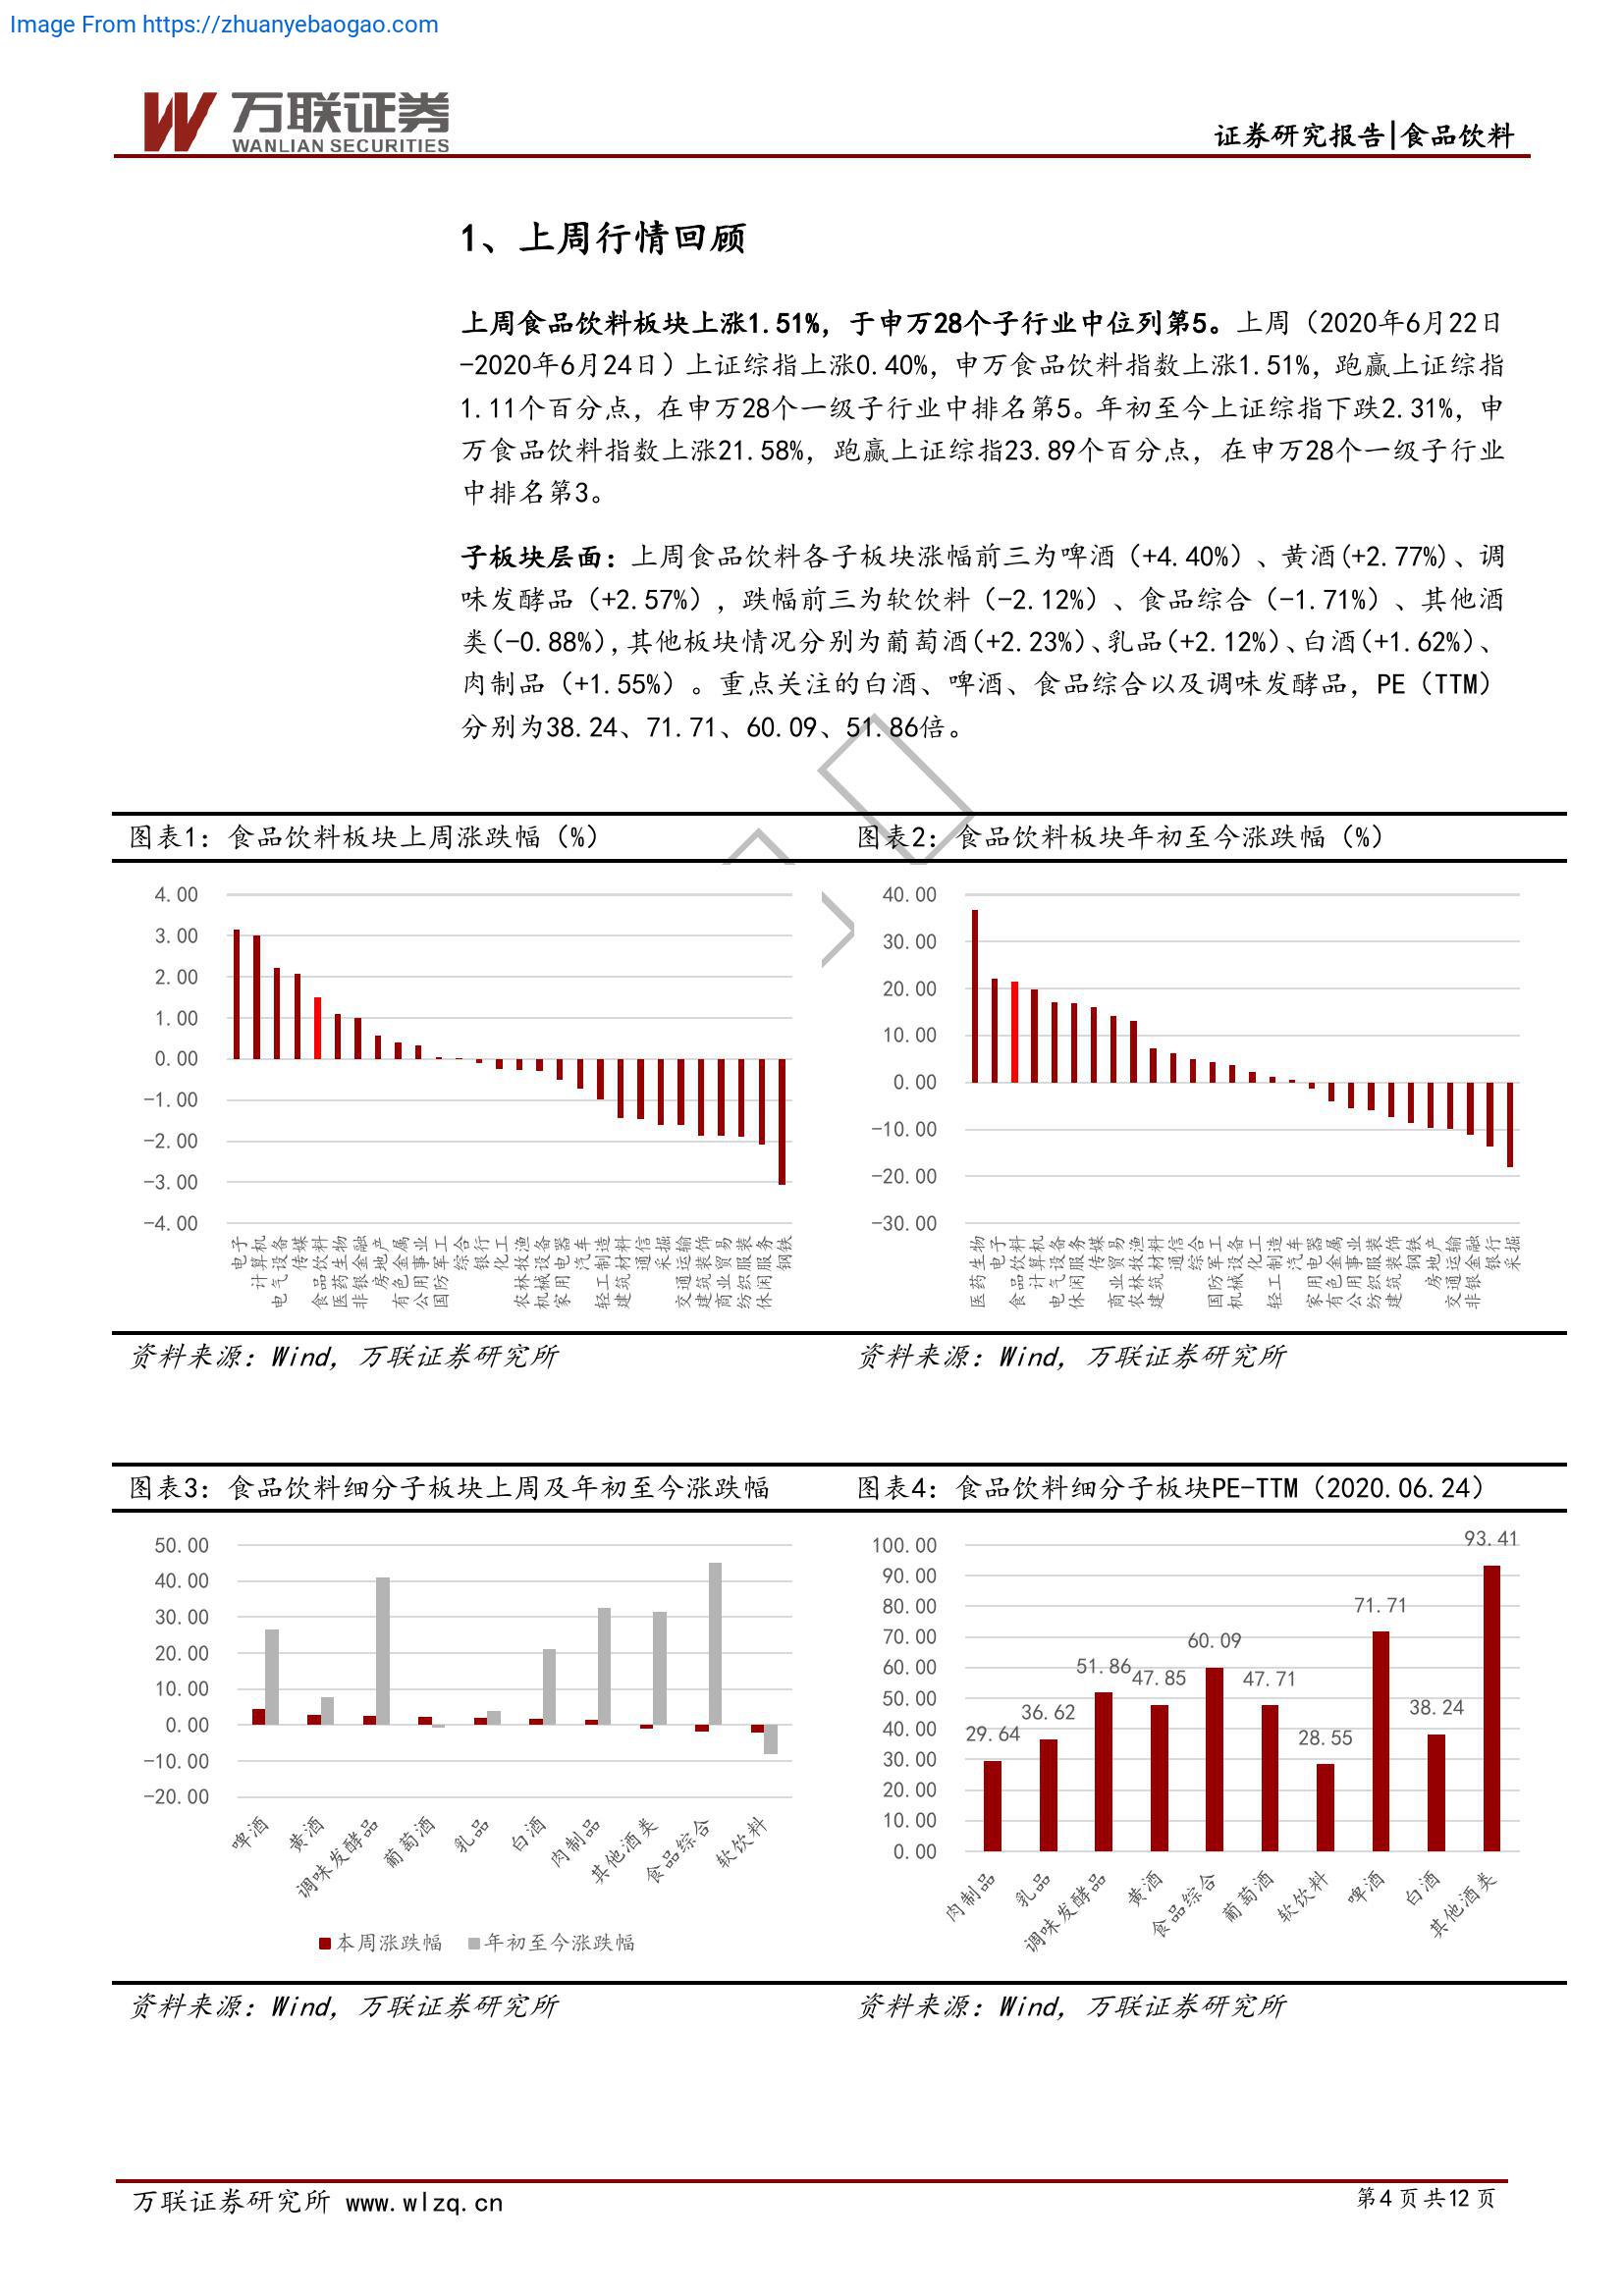 Image From https://zhuanyebaogao.com
万联证券
WANLIAN SECURITIES
证券研究报告|食品饮料
1、上周行情回顾
上周食品饮料板块上涨1.51%，于申万28个子行业中位列第5。上周（2020年6月22日
-2020年6月24日）上证综指上涨0.40%，申万食品饮料指数上涨1.51%，跑赢上证综指
1.11个百分点，在申万28个一级子行业中排名第5。年初至今上证综指下跌2.31%，申
万食品饮料指数上涨21.58%，跑赢上证综指23.89个百分点，在申万28个一级子行业
中排名第3。
子板块层面：上周食品饮料各子板块涨幅前三为啤酒（+4.40%）、黄酒(+2.77%)、调
味发酵品（+2.57%），跌幅前三为软饮料（-2.12%）、食品综合（-1.71%）、其他酒
类(-0.88%),其他板块情况分别为葡萄酒(+2.23%)、乳品(+2.12%)、白酒(+1.62%)、
肉制品（+1.55%）。重点关注的白酒、啤酒、食品综合以及调味发酵品，PE（TTM）
分别为38.24、71.71、60.09、51.86倍。
图表1：食品饮料板块上周涨跌幅（%）
4.00
3.00
2.00
1.00
0.00
-1.00
-2.00
-3.00
-4.00
电子
计算机
电气设备
传媒
食品饮料
医药生物
非银金融
房地产
有色金属
公用事业
国防军工
综合
银行
化工
农林牧渔
机械设备
家用电器
汽车
轻工制造
建筑材料
通信
采掘
交通运输
建筑装饰
商业贸易
纺织服装
休闲服务
钢铁
资料来源：Wind，万联证券研究所
图表2：食品饮料板块年初至今涨跌幅（%）
40.00
30.00
20.00
10.00
0.00
-10.00
-20.00
-30.00
医药生物
电子
食品饮料
计算机
电气设备
休闲服务
传媒
商业贸易
农林牧渔
建筑材料
通信
综合
国防军工
机械设备
化工
轻工制造
汽车
家用电器
有色金属
公用事业
纺织服装
建筑装饰
钢铁
房地产
交通运输
非银金融
银行
采掘
资料来源：Wind，万联证券研究所
图表3：食品饮料细分子板块上周及年初至今涨跌幅
50.00
40.00
30.00
20.00
10.00
0.00
-10.00
-20.00
啤酒
黄酒
调味发酵品
葡萄酒
乳品
白酒
肉制品
其他酒类
食品综合
软饮料
本周涨跌幅
年初至今涨跌幅
资料来源：Wind，万联证券研究所
图表4：食品饮料细分子板块PE-TTM（2020.06.24）
100.00
90.00
80.00
70.00
60.00
50.00
40.00
30.00
20.00
10.00
0.00
29.64
36.62
51.86
47.85
60.09
47.71
28.55
71.71
38.24
93.41
肉制品
乳品
调味发酵品
黄酒
食品综合
葡萄酒
软饮料
啤酒
白酒
其他酒类
资料来源：Wind，万联证券研究所
万联证券研究所 www.wlzq.cn
第4页共12页